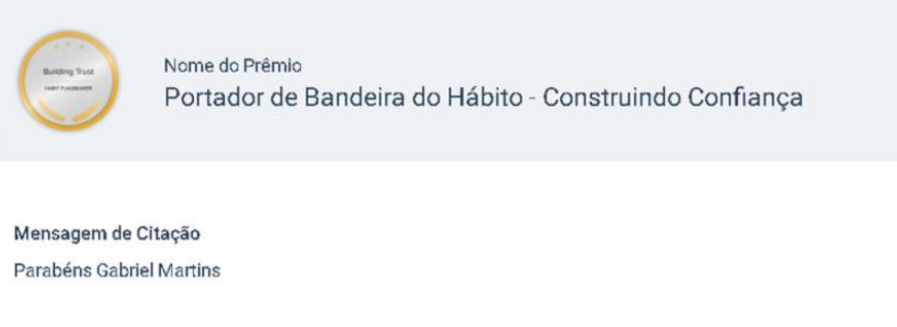 Building Trust
HABIT FLAGBEARER
Nome do Prêmio
Portador de Bandeira do Hábito - Construindo Confiança
Mensagem de Citação
Parabéns Gabriel Martins